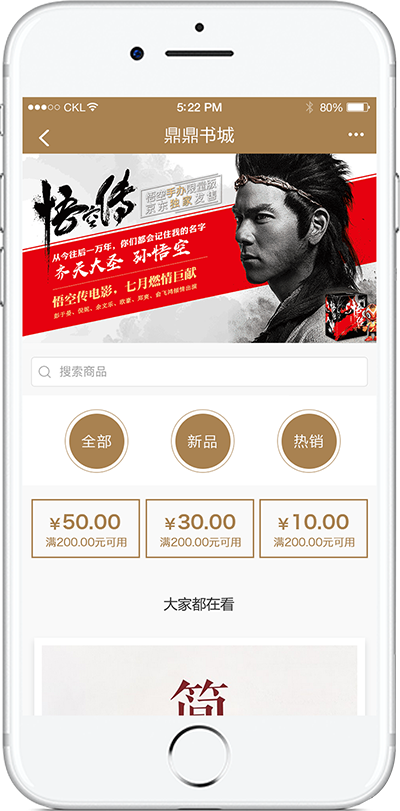 CKL 5:22 PM 80%
鼎鼎书城
悟空传
悟空手办限量版
京东独家发售
从今往后一万年，你们都会记住我的名字
齐天大圣 孙悟空
悟空传电影，七月燃情巨献
彭于晏、倪妮、余文乐、欧豪、郑爽、俞飞鸿倾情出演
搜索商品
全部 新品 热销
¥50.00 ¥30.00 ¥10.00
满200.00元可用 满200.00元可用 满200.00元可用
大家都在看
简